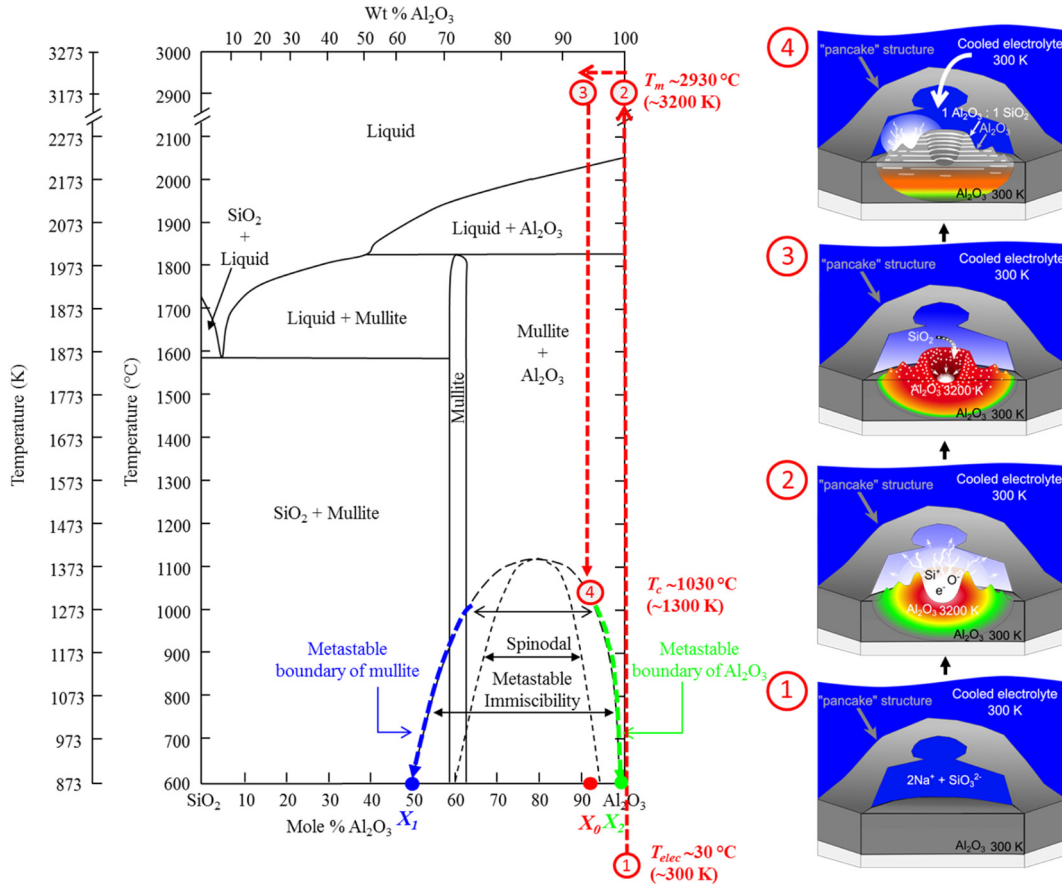 Wt % Al₂O₃
10 20 30 40 50 60 70 80 90 100
Temperature (K)
3273
3173
2273
2173
2073
1973
1873
1873
1773
1673
1573
1473
1373
1273
1173
1073
973
873
Temperature (°C)
3000
2900
2100
2000
1900
1800
1700
1600
1500
1400
1300
1200
1100
1000
900
800
700
600
Liquid
SiO₂
+
Liquid
Liquid + Al₂O₃
Liquid + Mullite
Mullite
+
Al₂O₃
Mullite
SiO₂ + Mullite
3
2
Tm ~2930 °C
(~3200 K)
4
Tc ~1030 °C
(~1300 K)
Metastable
boundary of mullite
Spinodal
Metastable
Immiscibility
Metastable
boundary of Al₂O₃
SiO₂ 10 20 30 40 50 60 70 80 90 Al₂O₃
Mole % Al₂O₃
X₁
X₀
X₂
1
Telec ~30 °C
(~300 K)
4
"pancake" structure
Cooled electrolyte
300 K
1 Al₂O₃ : 1 SiO₂
Al₂O₃
Al₂O₃ 300 K
3
"pancake" structure
Cooled electrolyte
300 K
SiO₂
Al₂O₃ 3200 K
Al₂O₃ 300 K
2
"pancake" structure
Cooled electrolyte
300 K
Si⁺
O⁻
e⁻
Al₂O₃ 3200 K
Al₂O₃ 300 K
1
"pancake" structure
Cooled electrolyte
300 K
2Na⁺ + SiO₃²⁻
Al₂O₃ 300 K